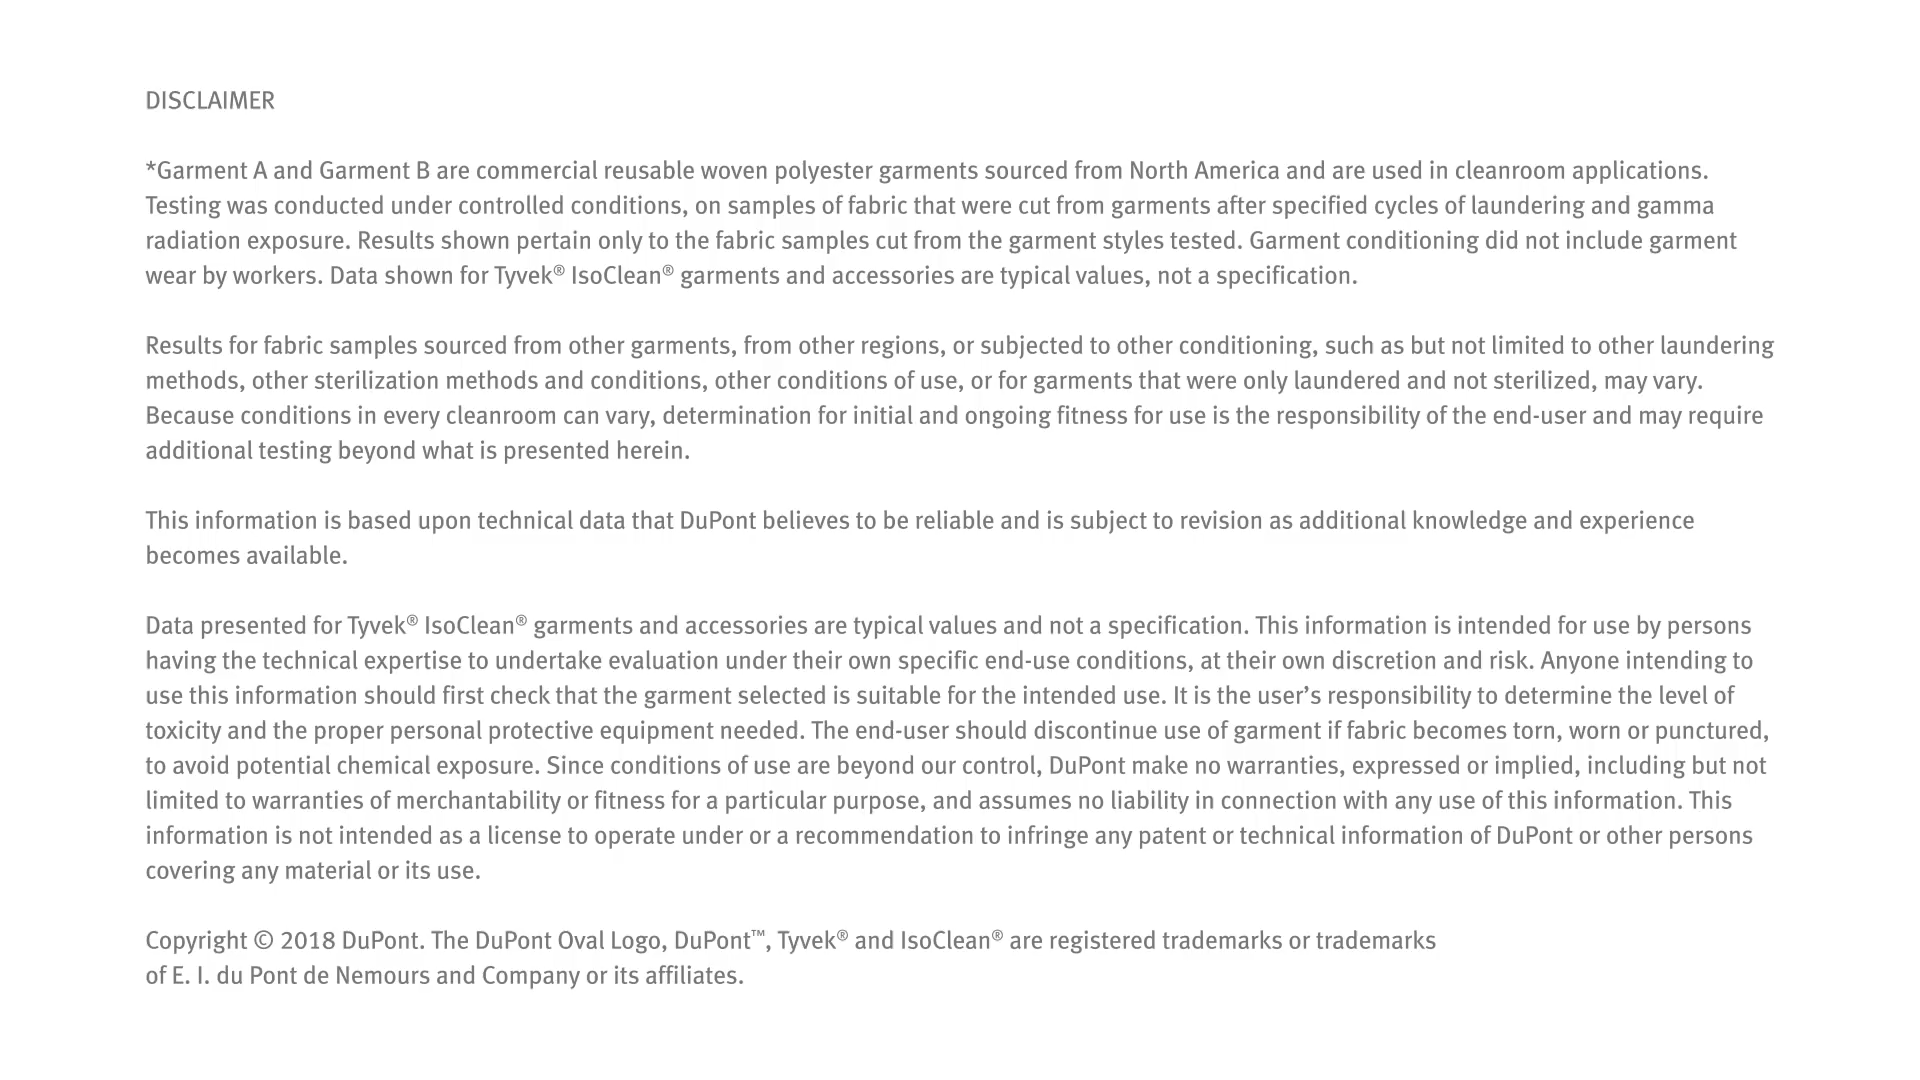 DISCLAIMER
*Garment A and Garment B are commercial reusable woven polyester garments sourced from North America and are used in cleanroom applications.
Testing was conducted under controlled conditions, on samples of fabric that were cut from garments after specified cycles of laundering and gamma
radiation exposure. Results shown pertain only to the fabric samples cut from the garment styles tested. Garment conditioning did not include garment
wear by workers. Data shown for Tyvek® IsoClean® garments and accessories are typical values, not a specification.
Results for fabric samples sourced from other garments, from other regions, or subjected to other conditioning, such as but not limited to other laundering
methods, other sterilization methods and conditions, other conditions of use, or for garments that were only laundered and not sterilized, may vary.
Because conditions in every cleanroom can vary, determination for initial and ongoing fitness for use is the responsibility of the end-user and may require
additional testing beyond what is presented herein.
This information is based upon technical data that DuPont believes to be reliable and is subject to revision as additional knowledge and experience
becomes available.
Data presented for Tyvek® IsoClean® garments and accessories are typical values and not a specification. This information is intended for use by persons
having the technical expertise to undertake evaluation under their own specific end-use conditions, at their own discretion and risk. Anyone intending to
use this information should first check that the garment selected is suitable for the intended use. It is the user’s responsibility to determine the level of
toxicity and the proper personal protective equipment needed. The end-user should discontinue use of garment if fabric becomes torn, worn or punctured,
to avoid potential chemical exposure. Since conditions of use are beyond our control, DuPont make no warranties, expressed or implied, including but not
limited to warranties of merchantability or fitness for a particular purpose, and assumes no liability in connection with any use of this information. This
information is not intended as a license to operate under or a recommendation to infringe any patent or technical information of DuPont or other persons
covering any material or its use.
Copyright © 2018 DuPont. The DuPont Oval Logo, DuPont™, Tyvek® and IsoClean® are registered trademarks or trademarks
of E. I. du Pont de Nemours and Company or its affiliates.